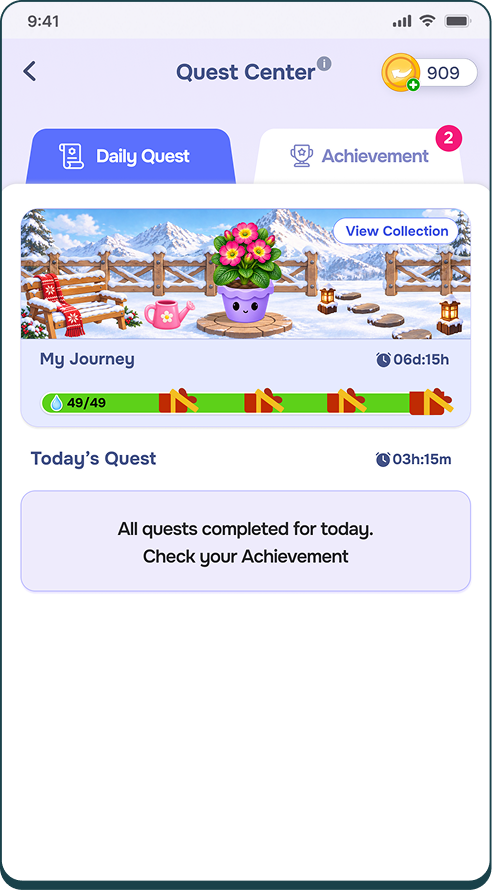 9:41
Quest Center
i
909
Daily Quest
Achievement
2
View Collection
My Journey
06d:15h
49/49
Today’s Quest
03h:15m
All quests completed for today.
Check your Achievement